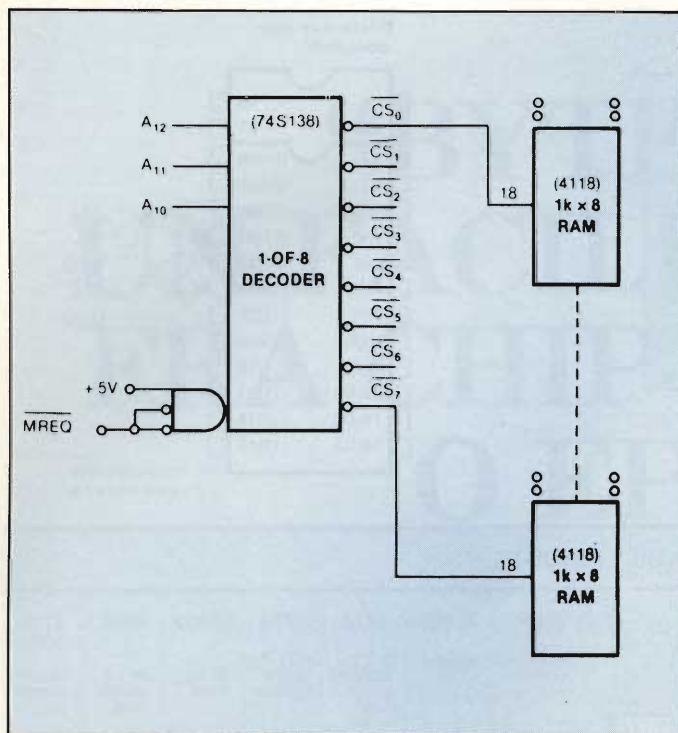 A12
A11
A10
+ 5V
MREQ
(74S138)
1-OF-8
DECODER
CS0
CS1
CS2
CS3
CS4
CS5
CS6
CS7
18
(4118)
1k × 8
RAM
18
(4118)
1k × 8
RAM